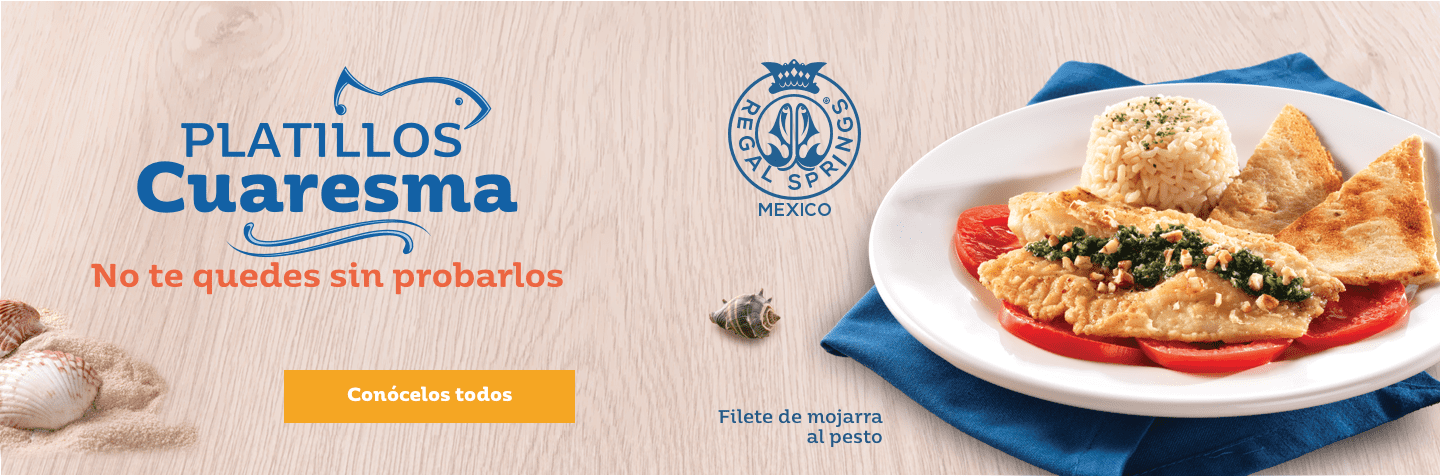 PLATILLOS
Cuaresma
No te quedes sin probarlos
Conócelos todos
REGAL SPRINGS®
MEXICO
Filete de mojarra
al pesto